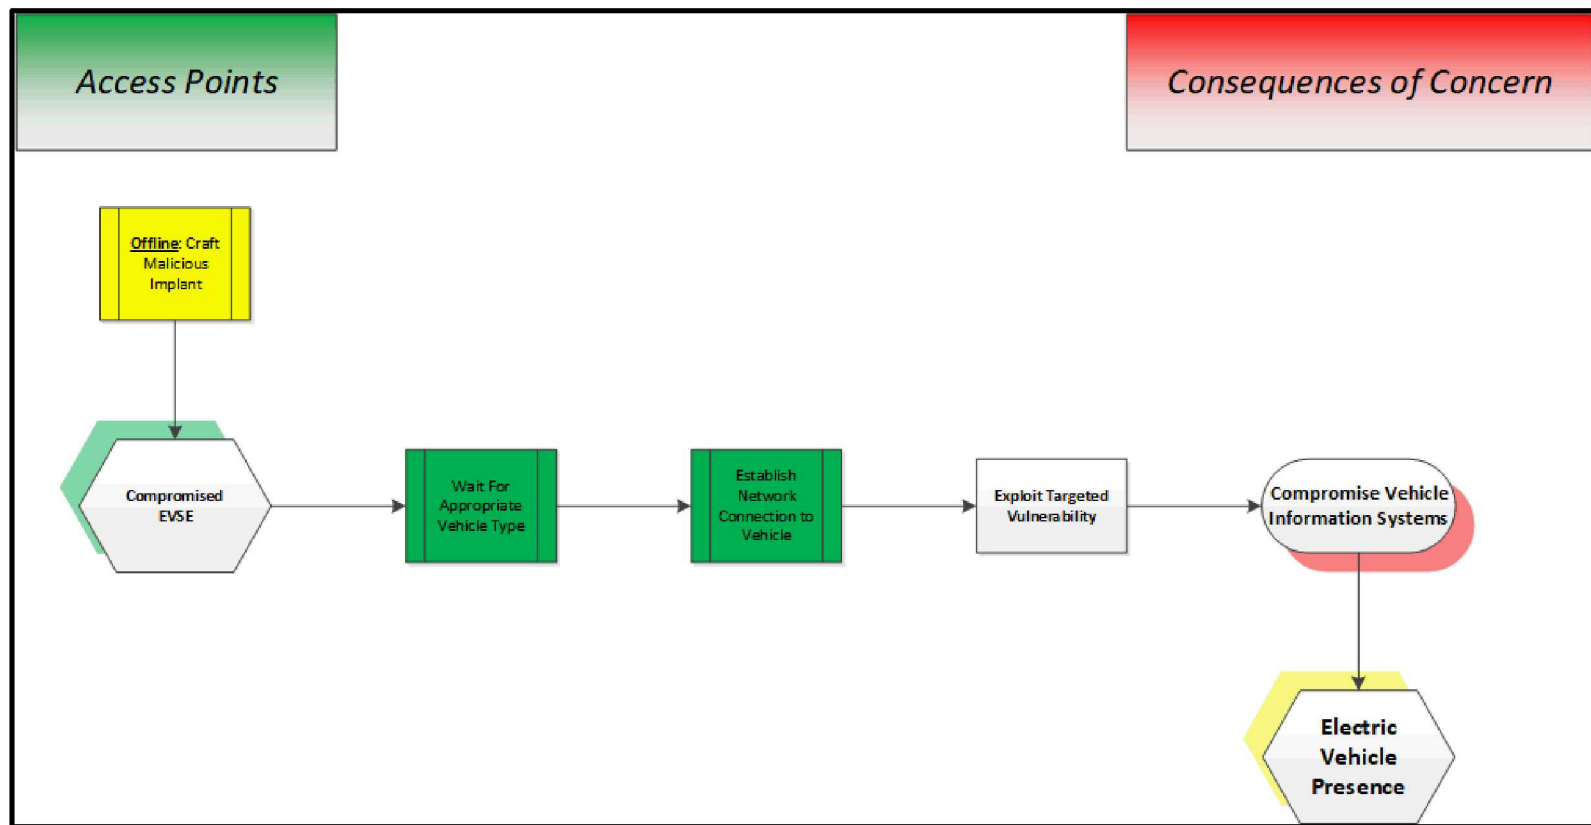 Access Points
Consequences of Concern
Offline: Craft
Malicious
Implant
Compromised
EVSE
Wait For
Appropriate
Vehicle Type
Establish
Network
Connection to
Vehicle
Exploit Targeted
Vulnerability
Compromise Vehicle
Information Systems
Electric
Vehicle
Presence